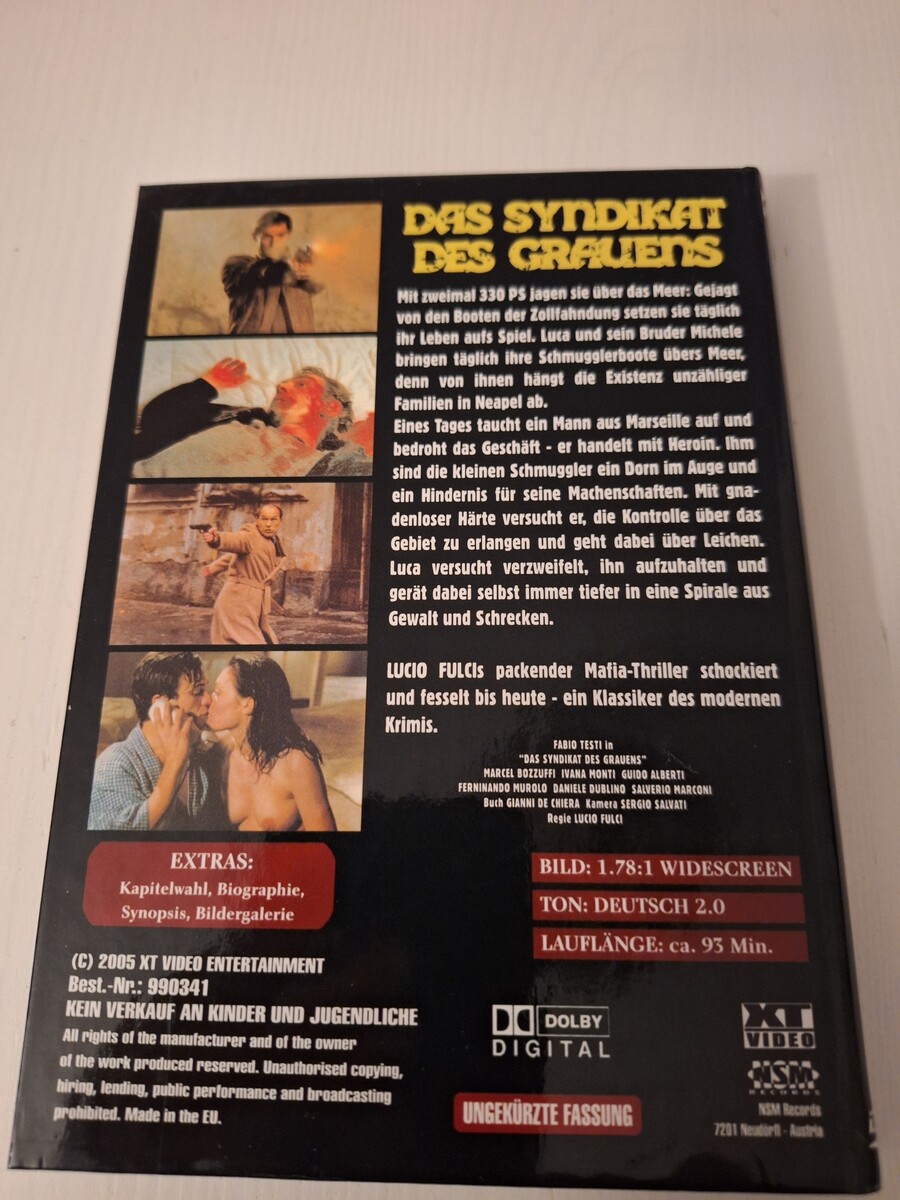 DAS SYNDIKAT
DES GRAUENS
Mit zweimal 330 PS jagen sie über das Meer: Gejagt
von den Booten der Zollfahndung setzen sie täglich
ihr Leben aufs Spiel. Luca und sein Bruder Michele
bringen täglich ihre Schmugglerboote übers Meer,
denn von ihnen hängt die Existenz unzähliger
Familien in Neapel ab.
Eines Tages taucht ein Mann aus Marseille auf und
bedroht das Geschäft - er handelt mit Heroin. Ihm
sind die kleinen Schmuggler ein Dorn im Auge und
ein Hindernis für seine Machenschaften. Mit gna-
denloser Härte versucht er, die Kontrolle über das
Gebiet zu erlangen und geht dabei über Leichen.
Luca versucht verzweifelt, ihn aufzuhalten und
gerät dabei selbst immer tiefer in eine Spirale aus
Gewalt und Schrecken.
LUCIO FULCIs packender Mafia-Thriller schockiert
und fesselt bis heute - ein Klassiker des modernen
Krimis.
FABIO TESTI in
"DAS SYNDIKAT DES GRAUENS"
MARCEL BOZZUFFI IVANA MONTI GUIDO ALBERTI
FERNINANDO MUROLO DANIELE DUBLINO SALVERIO MARCONI
Buch GIANNI DE CHIERA Kamera SERGIO SALVATI
Regie LUCIO FULCI
EXTRAS:
Kapitelwahl, Biographie,
Synopsis, Bildergalerie
BILD: 1.78:1 WIDESCREEN
TON: DEUTSCH 2.0
LAUFLÄNGE: ca. 93 Min.
(C) 2005 XT VIDEO ENTERTAINMENT
Best.-Nr.: 990341
KEIN VERKAUF AN KINDER UND JUGENDLICHE
All rights of the manufacturer and of the owner
of the work produced reserved. Unauthorised copying,
hiring, lending, public performance and broadcasting
prohibited. Made in the EU.
DOLBY
DIGITAL
UNGEKÜRZTE FASSUNG
XT
VIDEO
NSM
RECORDS
NSM Records
7201 Neudörfl - Austria